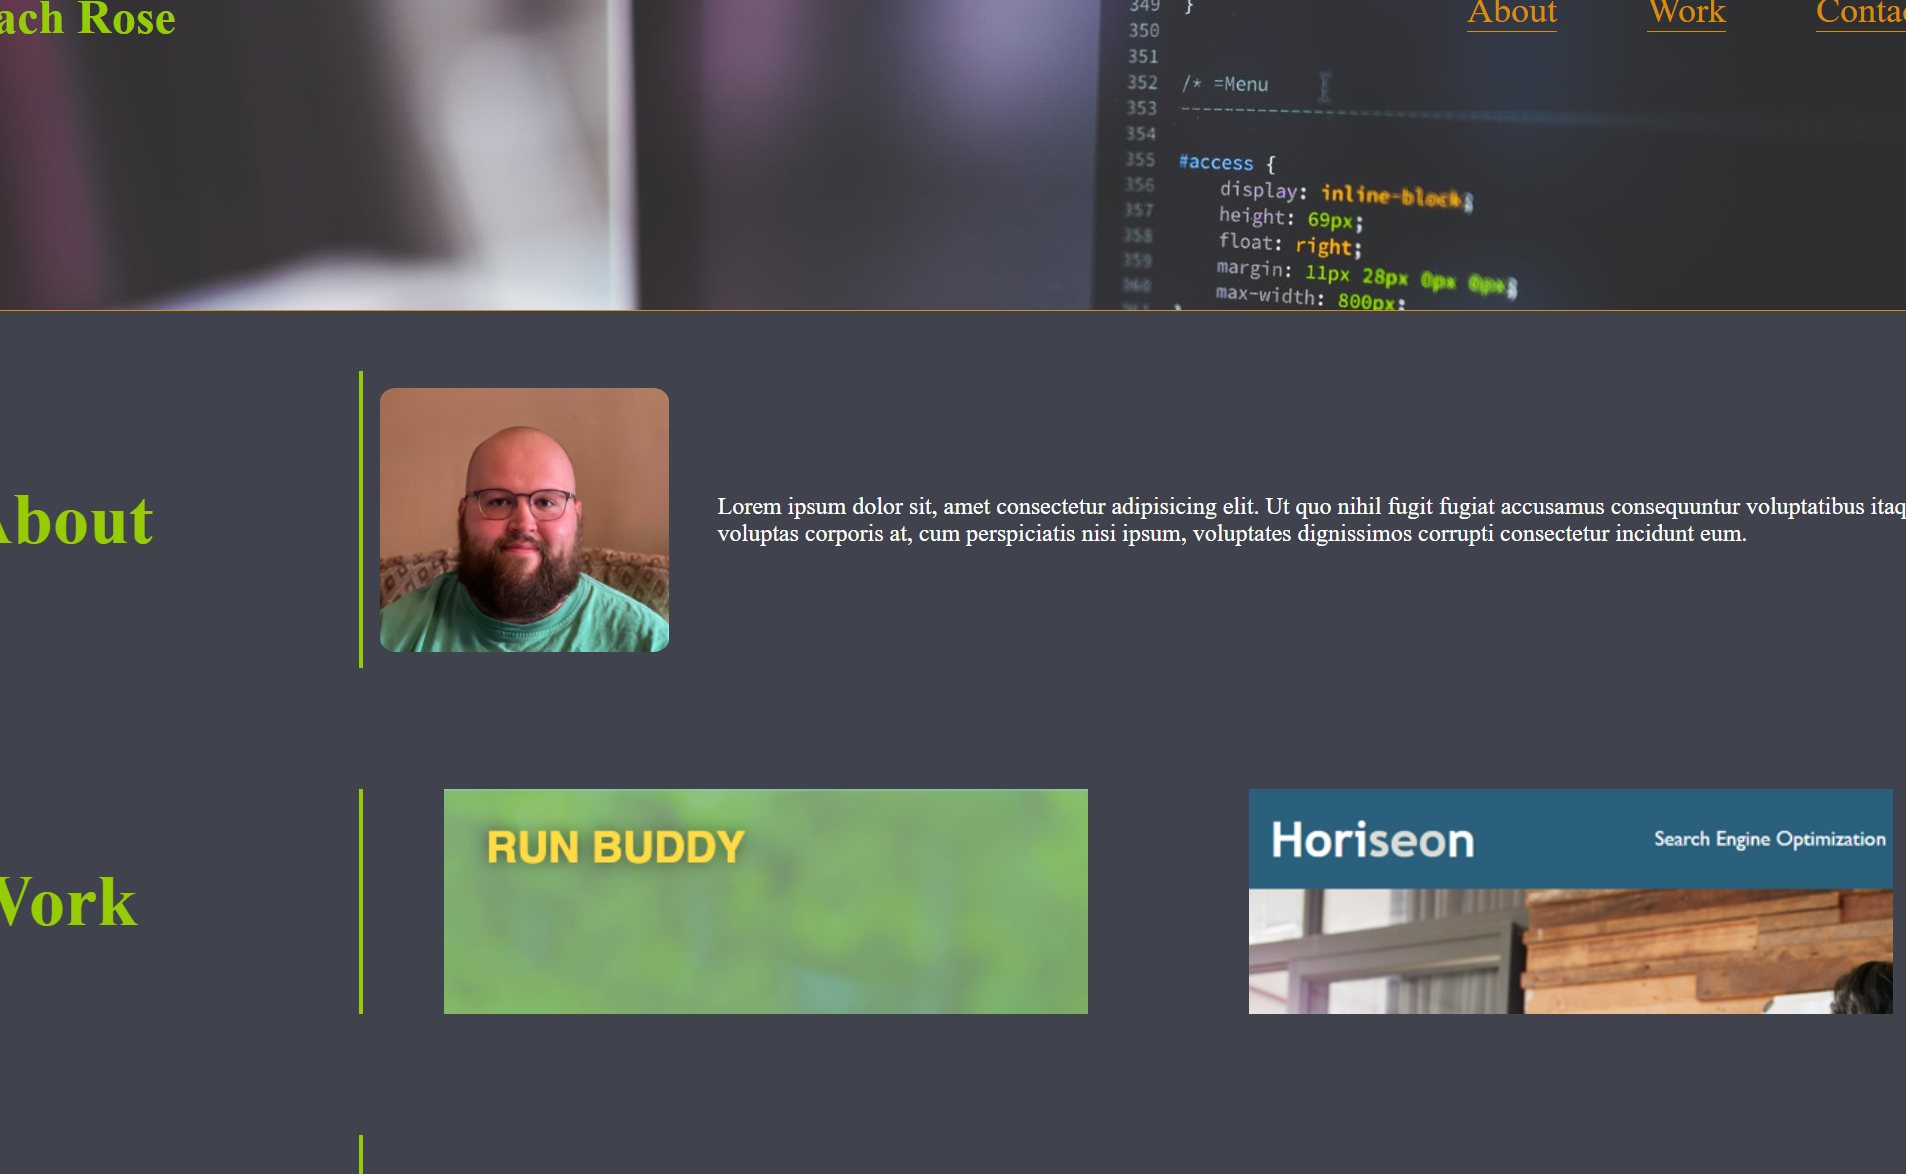 ach Rose
About
Work
Conta
349 }
350
351
352 /* =Menu
353 --------------------------------
354
355 #access {
356 display: inline-block;
357 height: 69px;
358 float: right;
359 margin: 11px 28px 0px 0px;
360 max-width: 800px;
About
Lorem ipsum dolor sit, amet consectetur adipisicing elit. Ut quo nihil fugit fugiat accusamus consequuntur voluptatibus itaq
voluptas corporis at, cum perspiciatis nisi ipsum, voluptates dignissimos corrupti consectetur incidunt eum.
Work
RUN BUDDY
Horiseon
Search Engine Optimization